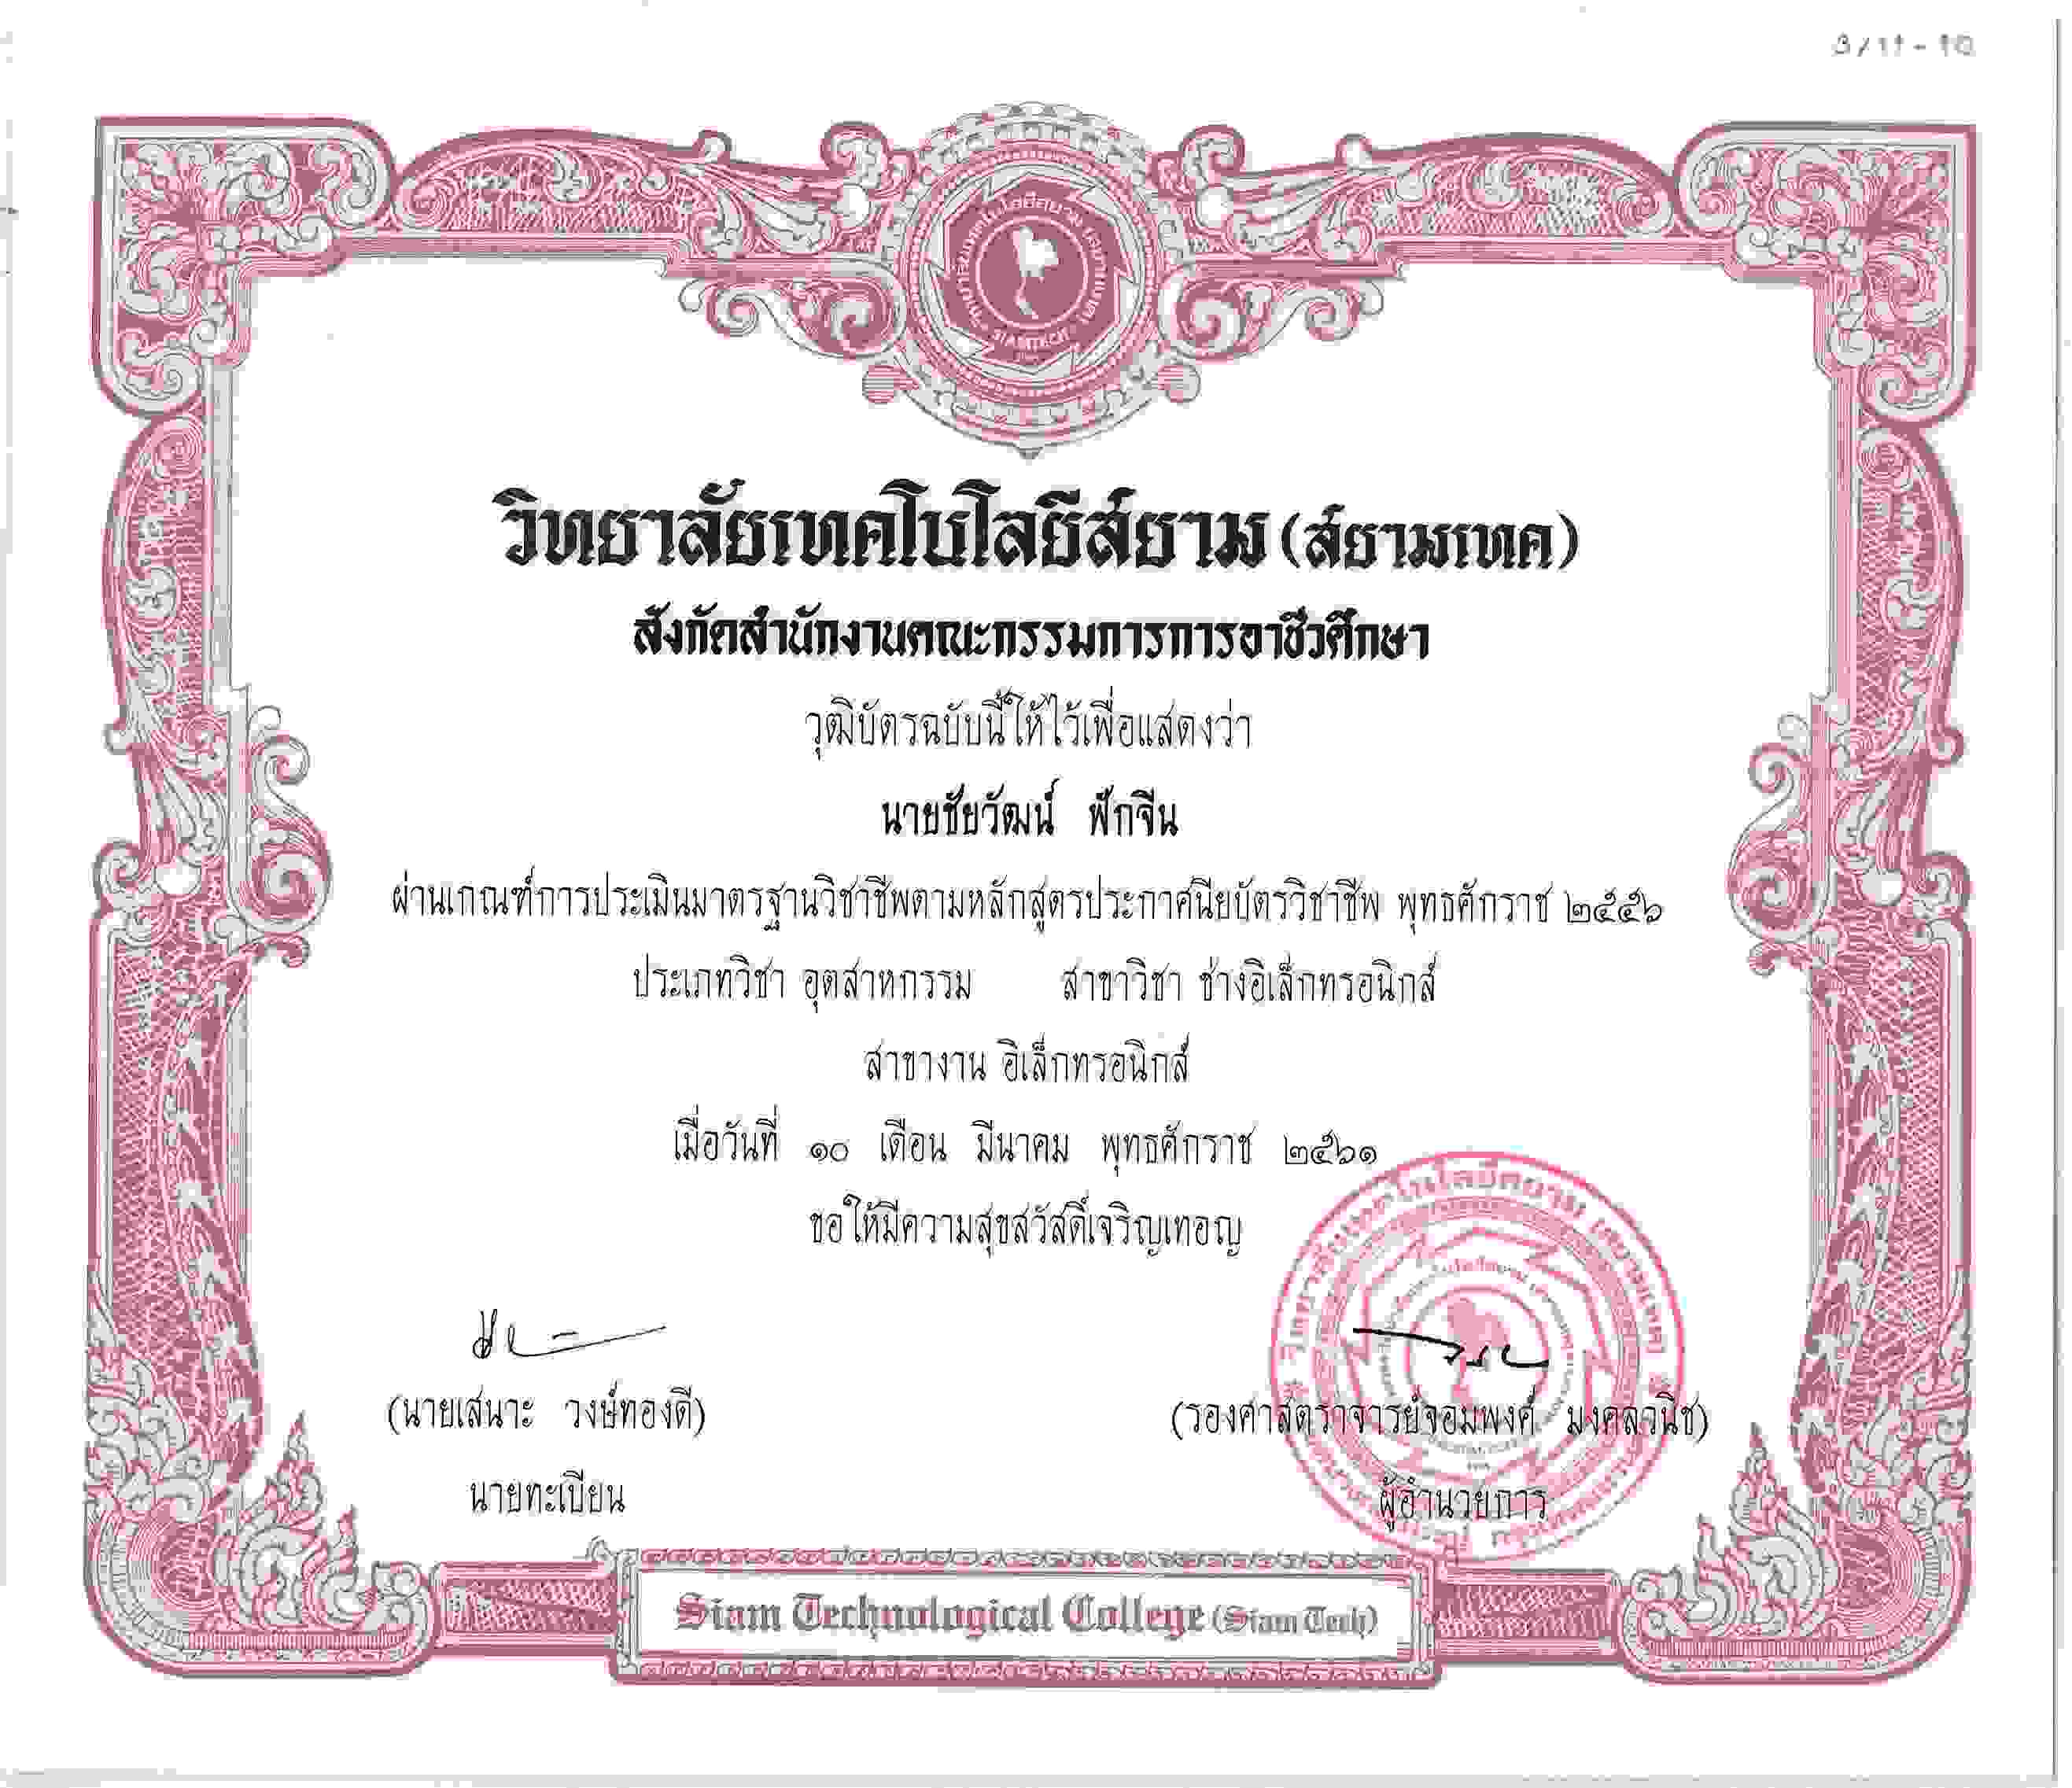 วิทยาลัยเทคโนโลยีสยาม (สยามเทค)
สังกัดสำนักงานคณะกรรมการการอาชีวศึกษา
วุฒิบัตรฉบับนี้ให้ไว้เพื่อแสดงว่า
นายชัยวัฒน์ ฟักจีน
ผ่านเกณฑ์การประเมินมาตรฐานวิชาชีพตามหลักสูตรประกาศนียบัตรวิชาชีพ พุทธศักราช ๒๕๕๖
ประเภทวิชา อุตสาหกรรม สาขาวิชา ช่างอิเล็กทรอนิกส์
สาขางาน อิเล็กทรอนิกส์
เมื่อวันที่ ๑๐ เดือน มีนาคม พุทธศักราช ๒๕๖๑
ขอให้มีความสุขสวัสดิ์เจริญเทอญ
(นายเสนาะ วงษ์ทองดี) (รองศาสตราจารย์จอมพงศ์ มงคลวนิช)
นายทะเบียน ผู้อำนวยการ
Siam Technological College (Siam Tech)